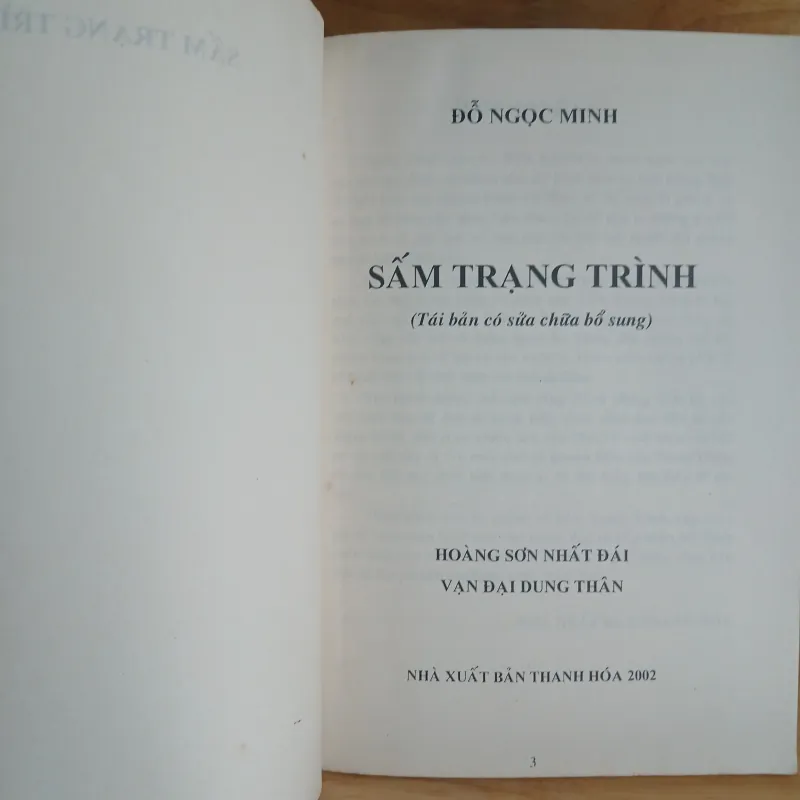 ĐỖ NGỌC MINH
SẤM TRẠNG TRÌNH
(Tái bản có sửa chữa bổ sung)
HOÀNG SƠN NHẤT ĐÁI
VẠN ĐẠI DUNG THÂN
NHÀ XUẤT BẢN THANH HÓA 2002
3